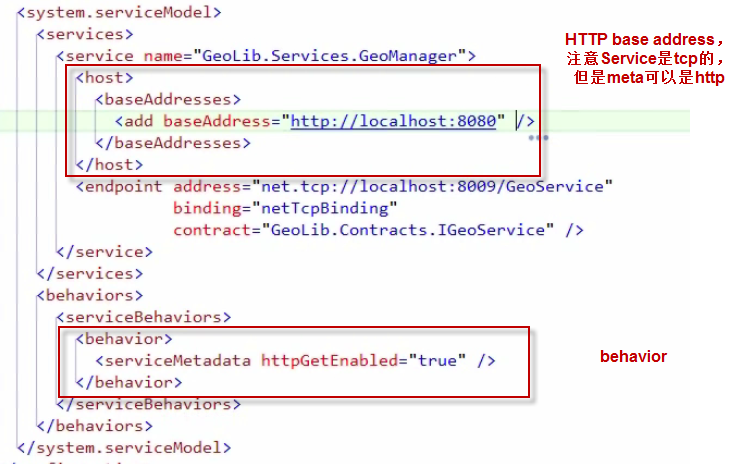 <system.serviceModel>
<services>
<service name="GeoLib.Services.GeoManager">
HTTP base address，
注意Service是tcp的，
但是meta可以是http
<host>
<baseAddresses>
<add baseAddress="http://localhost:8080" />
</baseAddresses>
</host>
<endpoint address="net.tcp://localhost:8009/GeoService"
binding="netTcpBinding"
contract="GeoLib.Contracts.IGeoService" />
</service>
</services>
<behaviors>
<serviceBehaviors>
<behavior>
<serviceMetadata httpGetEnabled="true" />
behavior
</behavior>
</serviceBehaviors>
</behaviors>
</system.serviceModel>